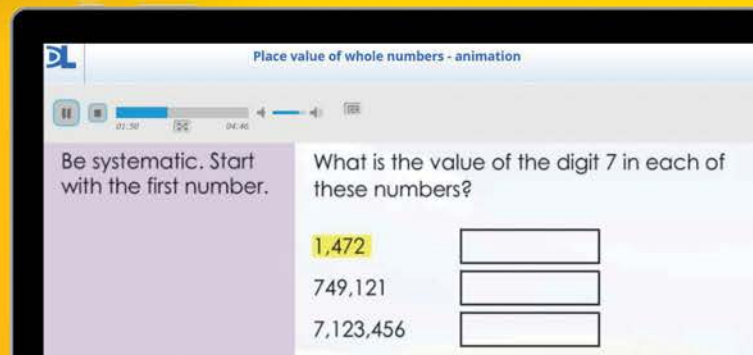 DL
Place value of whole numbers - animation
01:50
04:46
Be systematic. Start
with the first number.
What is the value of the digit 7 in each of
these numbers?
1,472
749,121
7,123,456